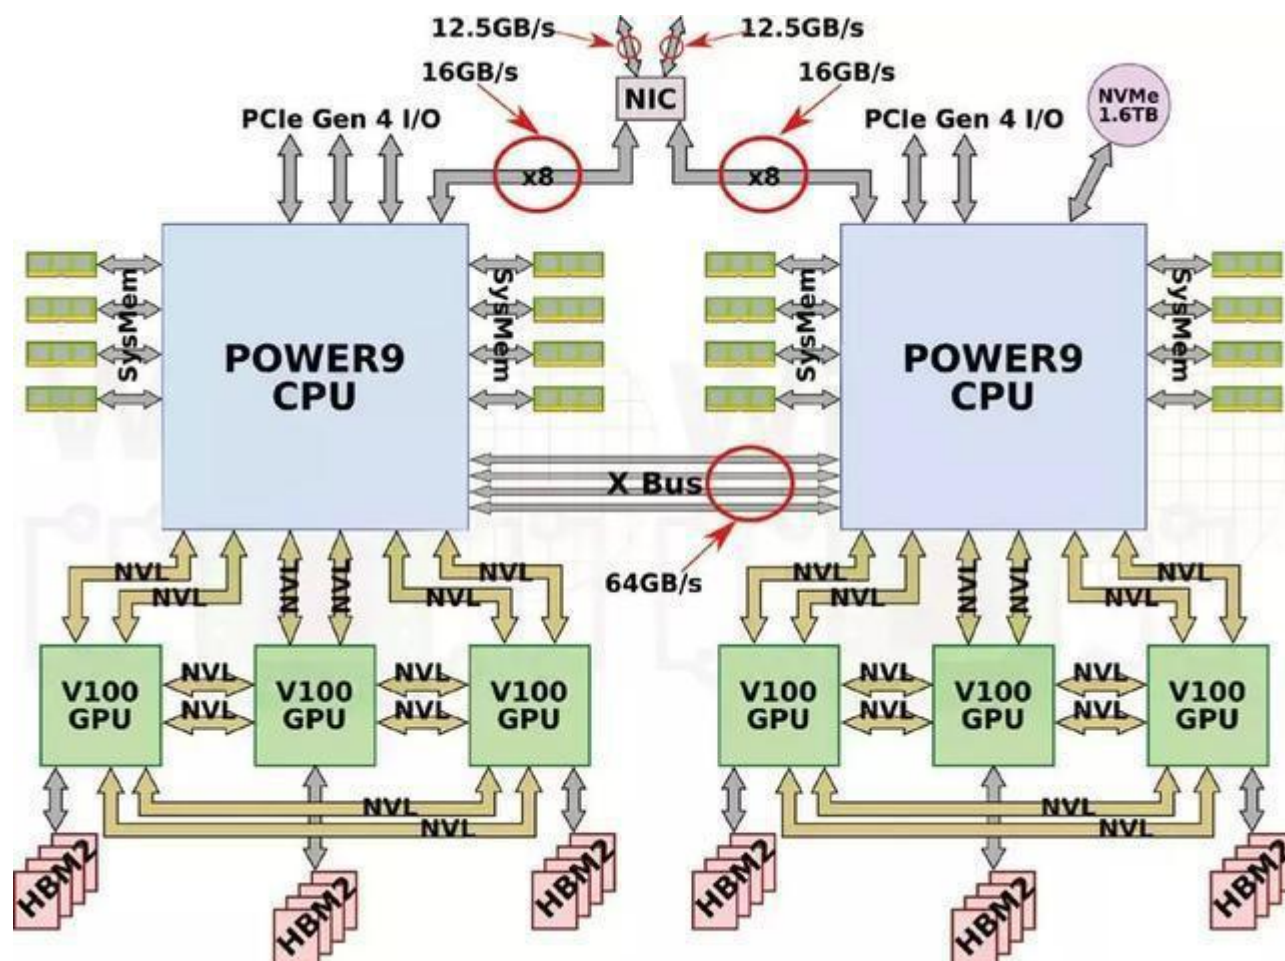 12.5GB/s
12.5GB/s
16GB/s
NIC
16GB/s
NVMe
1.6TB
PCIe Gen 4 I/O
PCIe Gen 4 I/O
x8
x8
SysMem
SysMem
SysMem
SysMem
POWER9
CPU
POWER9
CPU
X Bus
64GB/s
NVL
NVL
NVL
NVL
NVL
NVL
NVL
NVL
NVL
NVL
NVL
NVL
V100
GPU
NVL
NVL
V100
GPU
NVL
NVL
V100
GPU
V100
GPU
NVL
NVL
V100
GPU
NVL
NVL
V100
GPU
NVL
NVL
NVL
NVL
HBM2
HBM2
HBM2
HBM2
HBM2
HBM2